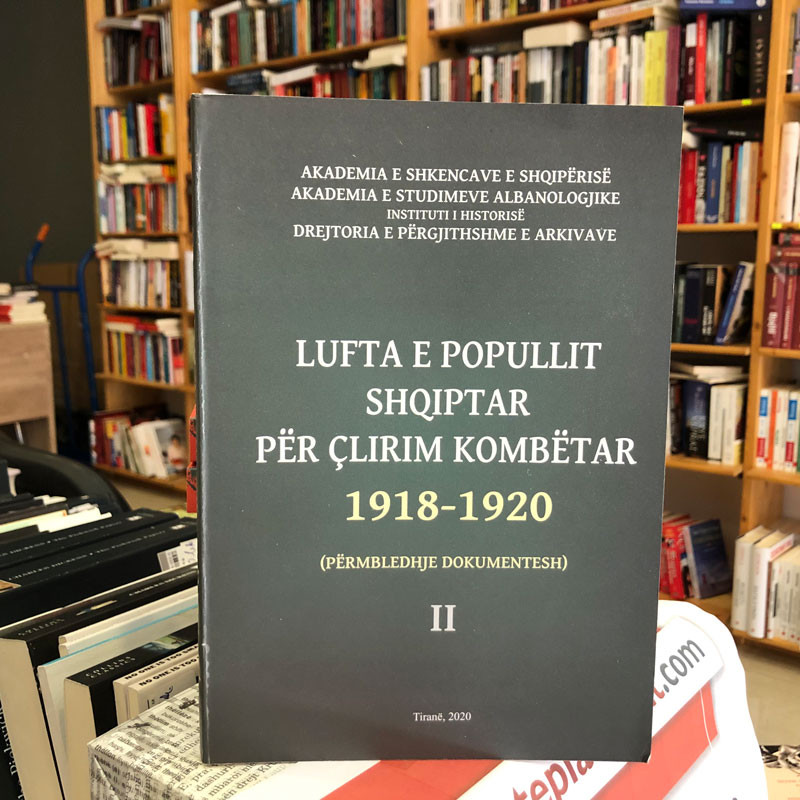 AKADEMIA E SHKENCAVE E SHQIPËRISË
AKADEMIA E STUDIMEVE ALBANOLOGJIKE
INSTITUTI I HISTORISË
DREJTORIA E PËRGJITHSHME E ARKIVAVE
LUFTA E POPULLIT
SHQIPTAR
PËR ÇLIRIM KOMBËTAR
1918-1920
(PËRMBLEDHJE DOKUMENTESH)
II
Tiranë, 2020
.com